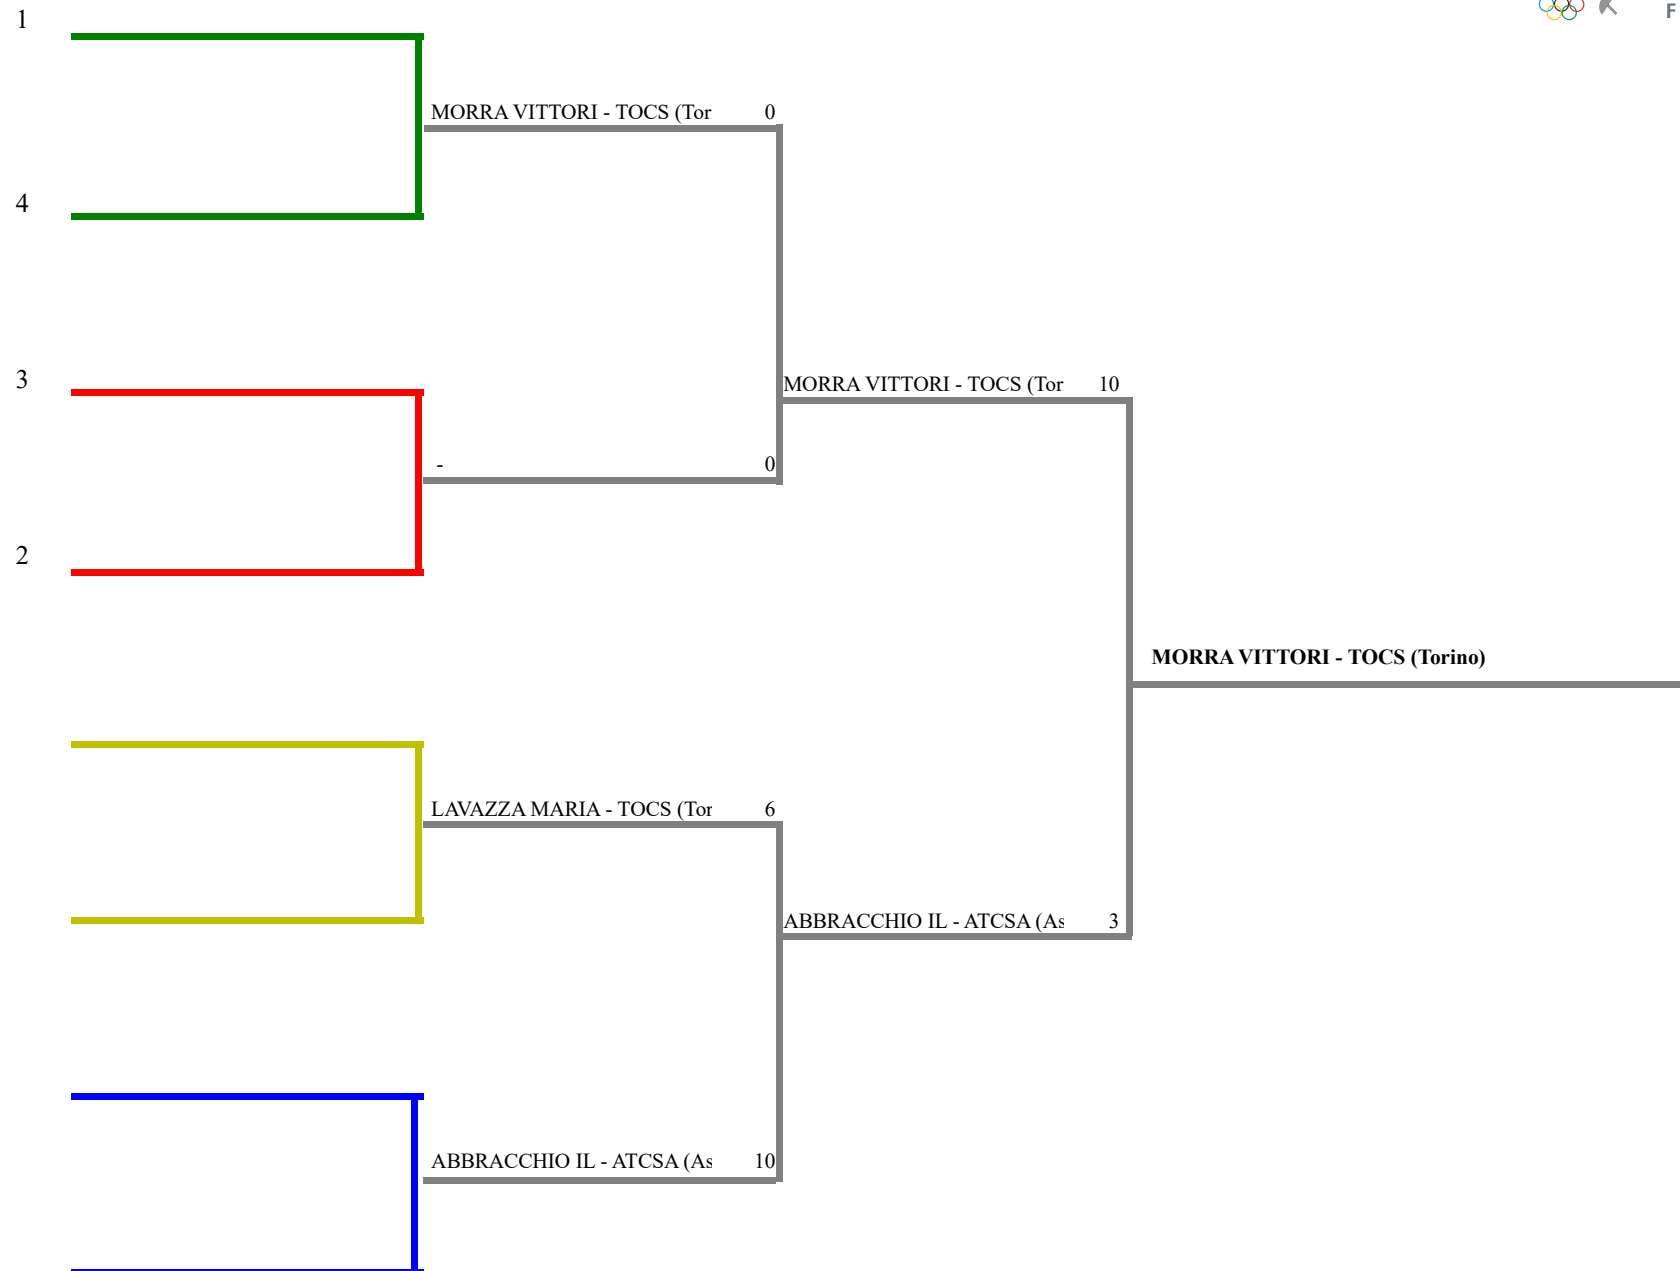 F
1
MORRA VITTORI - TOCS (Tor 0
4
3
MORRA VITTORI - TOCS (Tor 10
- 0
2
MORRA VITTORI - TOCS (Torino)
LAVAZZA MARIA - TOCS (Tor 6
ABBRACCHIO IL - ATCSA (As 3
ABBRACCHIO IL - ATCSA (As 10